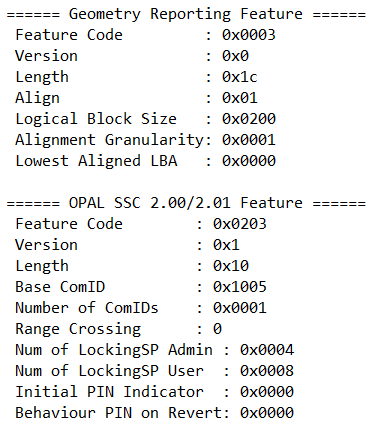 ====== Geometry Reporting Feature ======
Feature Code : 0x0003
Version : 0x0
Length : 0x1c
Align : 0x01
Logical Block Size : 0x0200
Alignment Granularity: 0x0001
Lowest Aligned LBA : 0x0000
====== OPAL SSC 2.00/2.01 Feature ======
Feature Code : 0x0203
Version : 0x1
Length : 0x10
Base ComID : 0x1005
Number of ComIDs : 0x0001
Range Crossing : 0
Num of LockingSP Admin : 0x0004
Num of LockingSP User : 0x0008
Initial PIN Indicator : 0x0000
Behaviour PIN on Revert: 0x0000